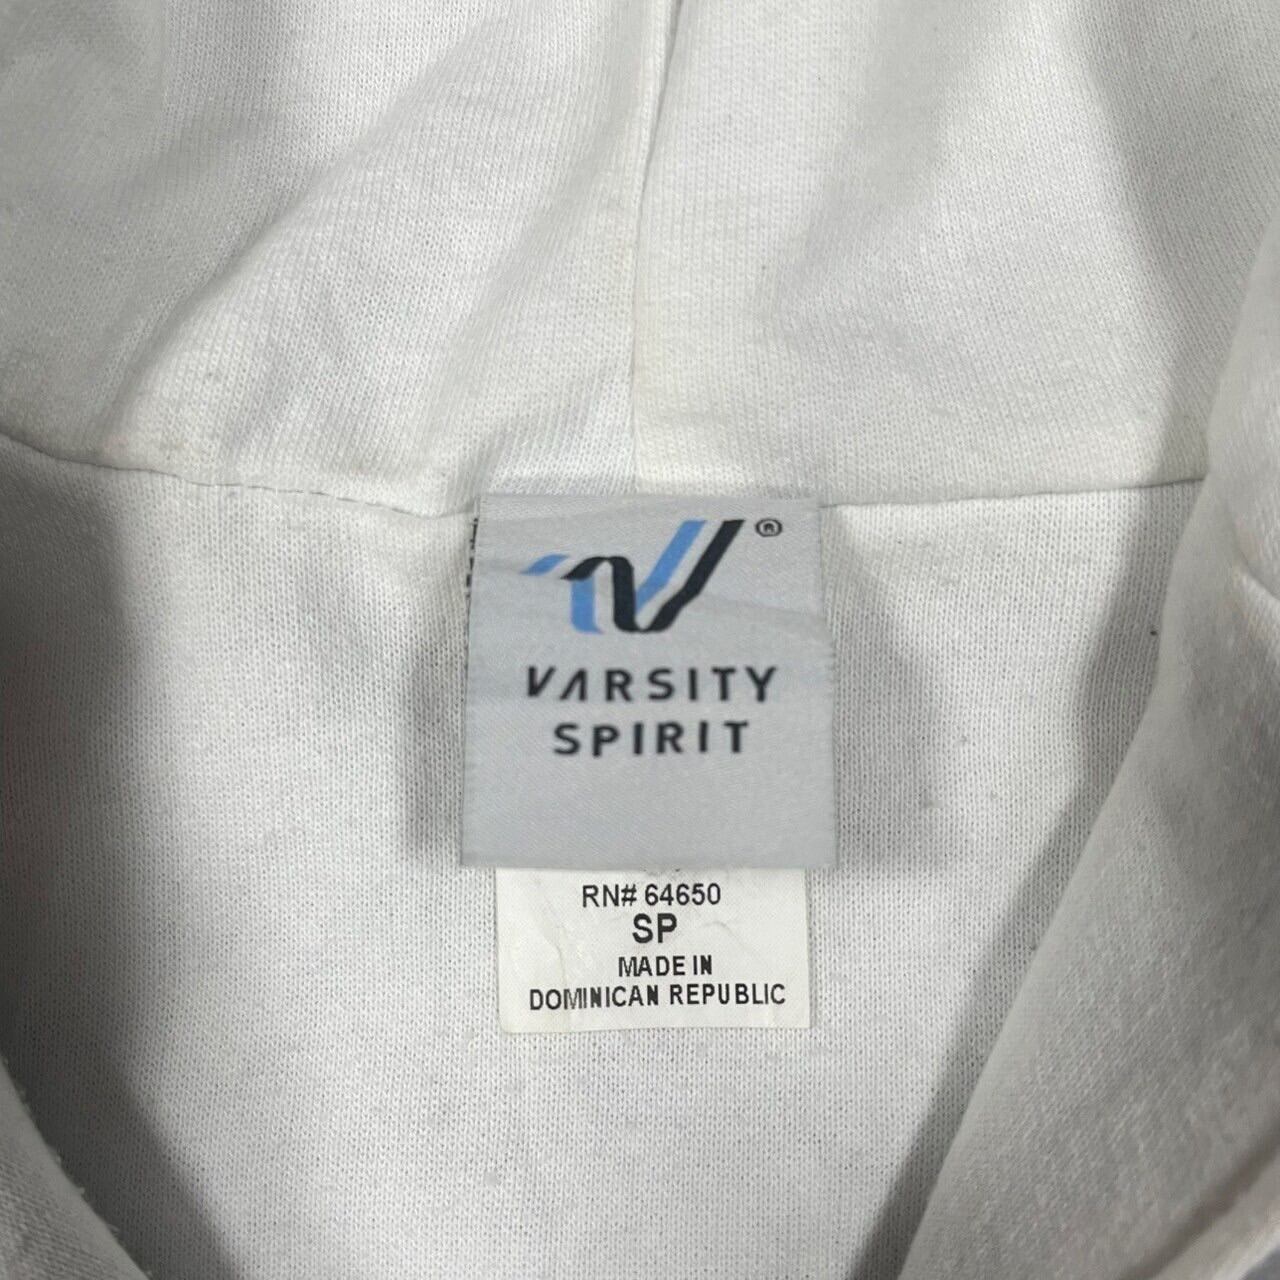 ®
VARSITY
SPIRIT
RN# 64650
SP
MADE IN
DOMINICAN REPUBLIC